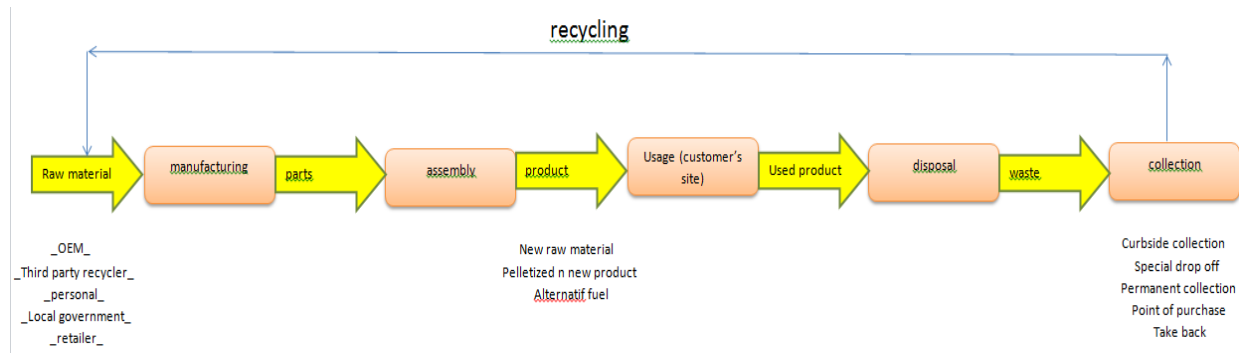 recycling
Raw material
manufacturing
parts
assembly
product
Usage (customer's
site)
Used product
disposal
waste
collection
_OEM_
_Third party recycler_
_personal_
_Local government_
_retailer_
New raw material
Pelletized n new product
Alternatif fuel
Curbside collection
Special drop off
Permanent collection
Point of purchase
Take back